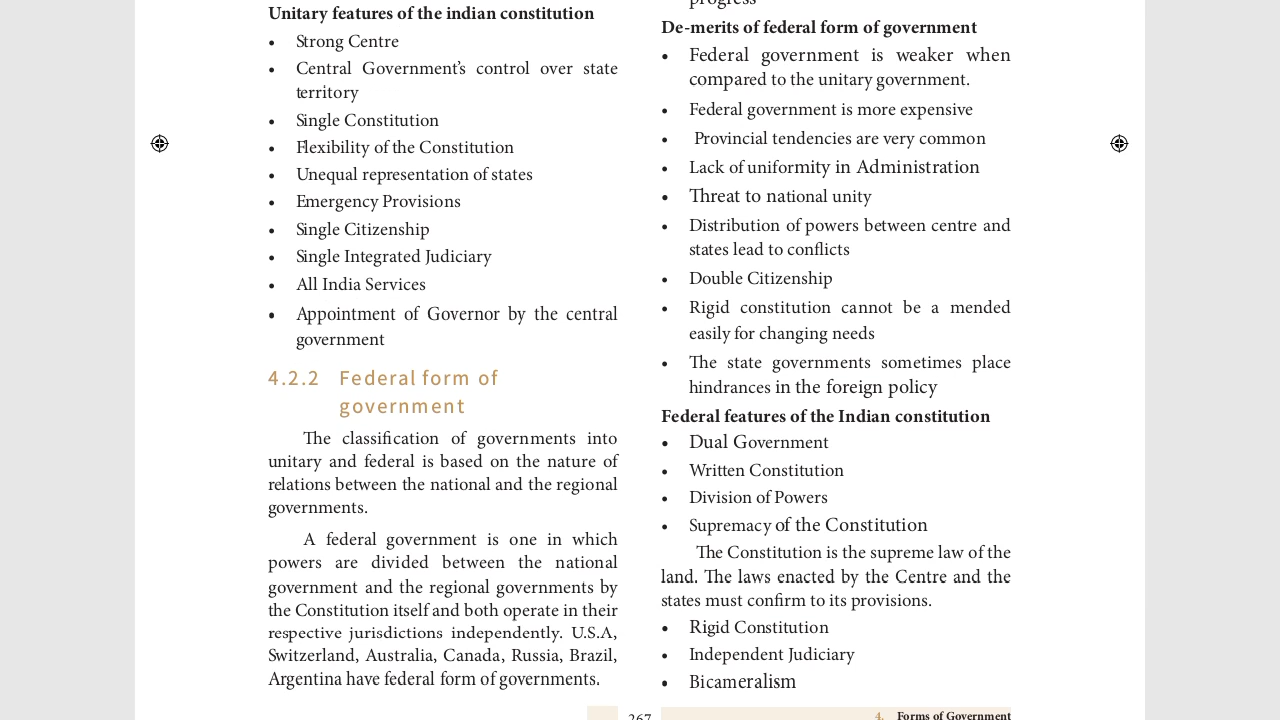 Unitary features of the indian constitution
• Strong Centre
• Central Government's control over state
territory
• Single Constitution
• Flexibility of the Constitution
• Unequal representation of states
• Emergency Provisions
• Single Citizenship
• Single Integrated Judiciary
• All India Services
• Appointment of Governor by the central
government
4.2.2 Federal form of
government
The classification of governments into
unitary and federal is based on the nature of
relations between the national and the regional
governments.
A federal government is one in which
powers are divided between the national
government and the regional governments by
the Constitution itself and both operate in their
respective jurisdictions independently. U.S.A,
Switzerland, Australia, Canada, Russia, Brazil,
Argentina have federal form of governments.
progress
De-merits of federal form of government
• Federal government is weaker when
compared to the unitary government.
• Federal government is more expensive
• Provincial tendencies are very common
• Lack of uniformity in Administration
• Threat to national unity
• Distribution of powers between centre and
states lead to conflicts
• Double Citizenship
• Rigid constitution cannot be a mended
easily for changing needs
• The state governments sometimes place
hindrances in the foreign policy
Federal features of the Indian constitution
• Dual Government
• Written Constitution
• Division of Powers
• Supremacy of the Constitution
The Constitution is the supreme law of the
land. The laws enacted by the Centre and the
states must confirm to its provisions.
• Rigid Constitution
• Independent Judiciary
• Bicameralism
267
4. Forms of Government